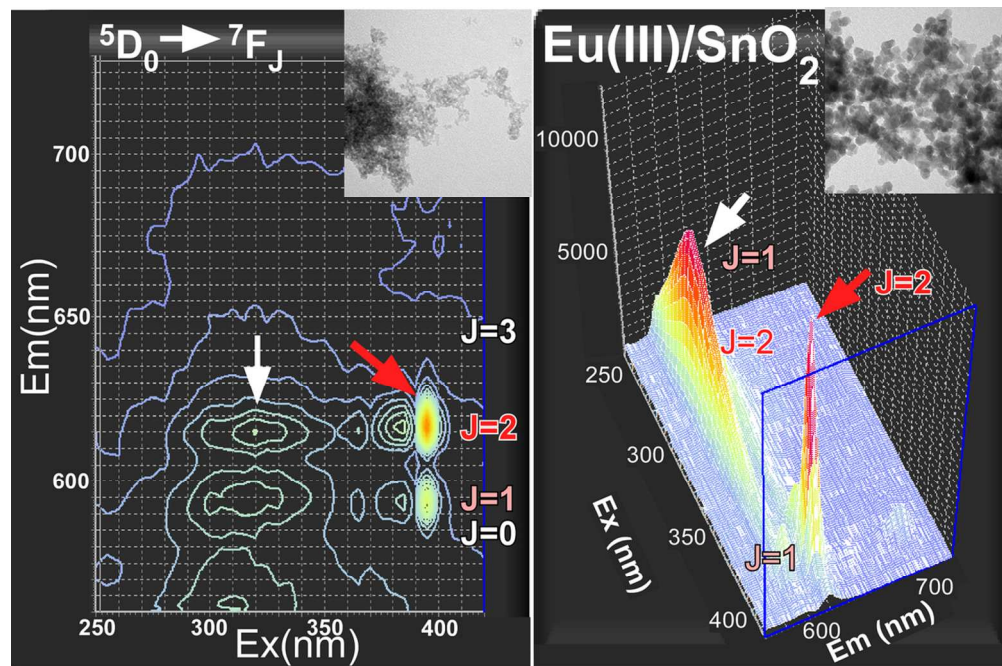 ⁵D₀ → ⁷F_J
700
650
600
Em(nm)
J=3
J=2
J=1
J=0
250
300
350
400
Ex(nm)
Eu(III)/SnO₂
10000
5000
J=1
J=2
J=2
J=1
250
300
350
400
Ex (nm)
600
700
Em (nm)